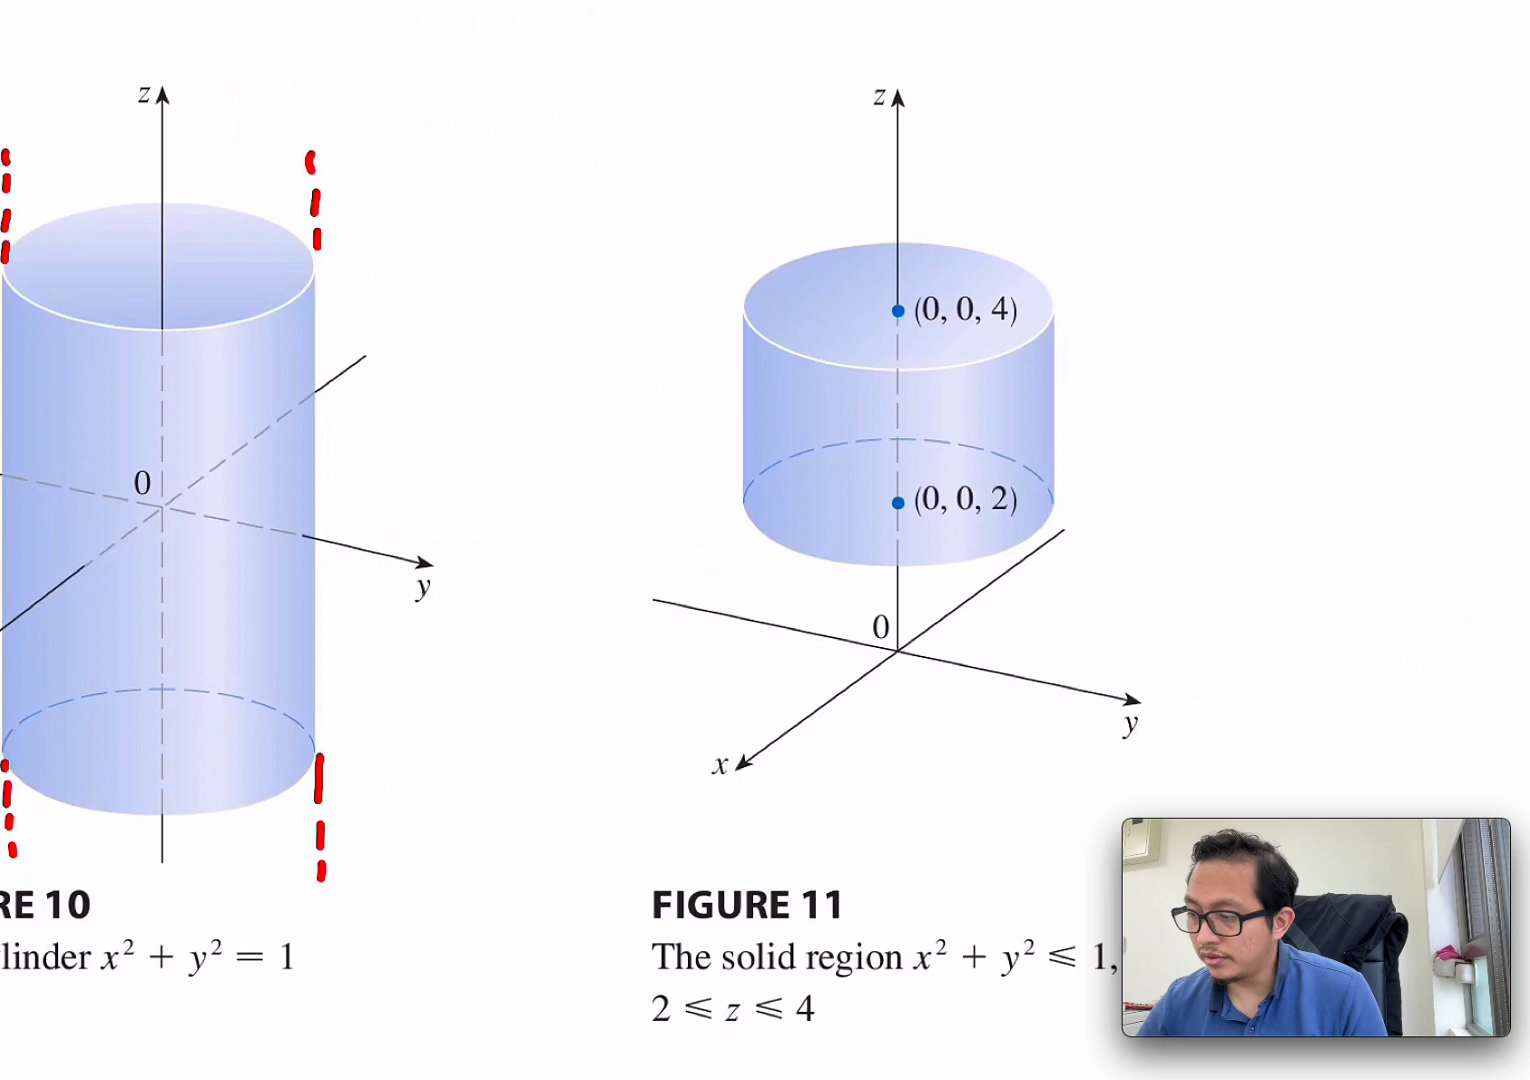 z
0
y
RE 10
linder x² + y² = 1
z
(0, 0, 4)
(0, 0, 2)
0
y
x
FIGURE 11
The solid region x² + y² ⩽ 1,
2 ⩽ z ⩽ 4